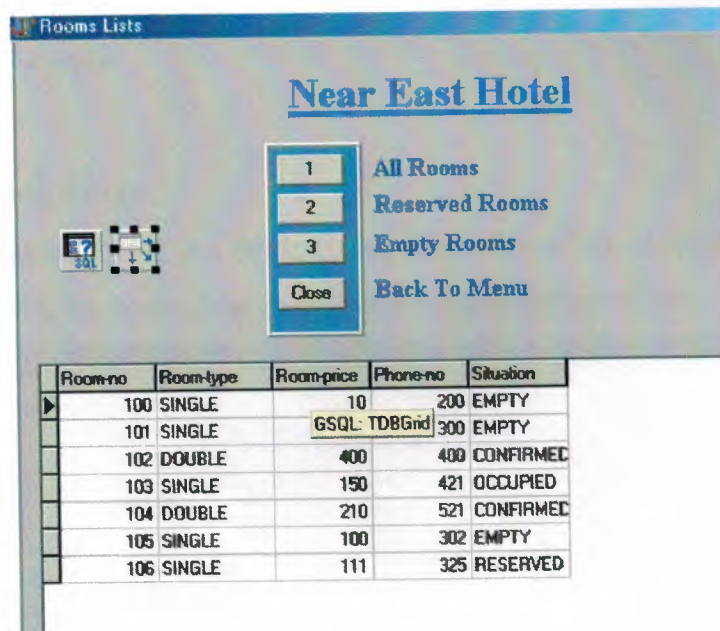 Rooms Lists
Near East Hotel
1 All Rooms
2 Reserved Rooms
3 Empty Rooms
SQL
Close Back To Menu
Room-no Room-type Room-price Phone-no Situation
100 SINGLE 10 200 EMPTY
101 SINGLE GSQL: TDBGrid 300 EMPTY
102 DOUBLE 400 400 CONFIRMED
103 SINGLE 150 421 OCCUPIED
104 DOUBLE 210 521 CONFIRMED
105 SINGLE 100 302 EMPTY
106 SINGLE 111 325 RESERVED